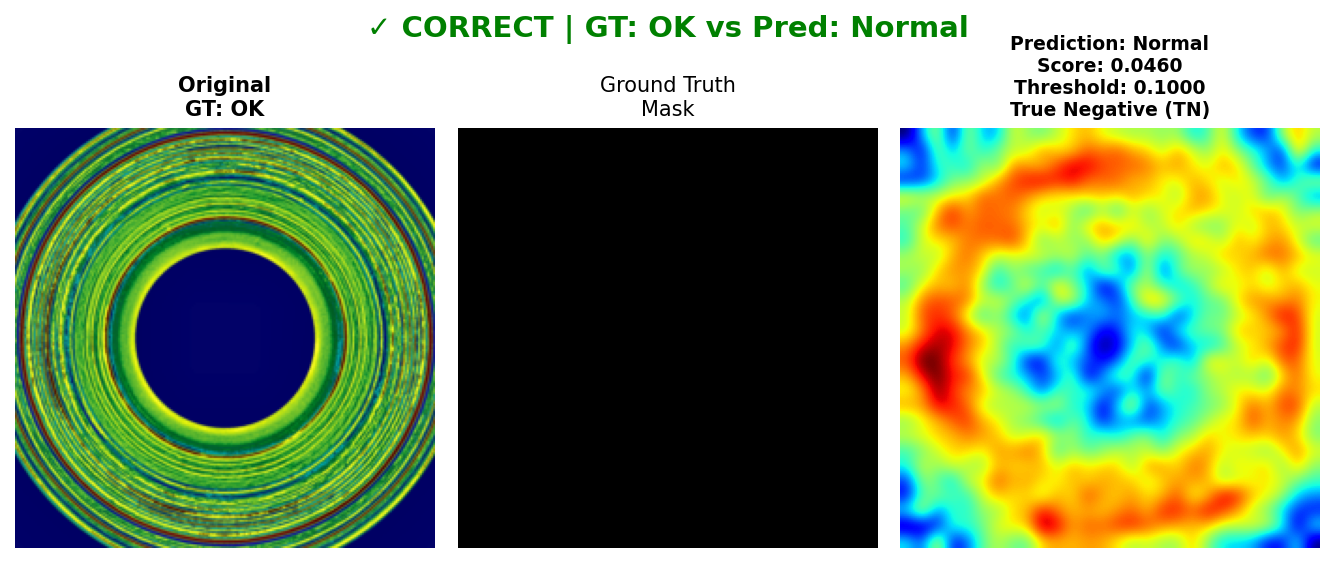 ✓ CORRECT | GT: OK vs Pred: Normal
Original
GT: OK
Ground Truth
Mask
Prediction: Normal
Score: 0.0460
Threshold: 0.1000
True Negative (TN)